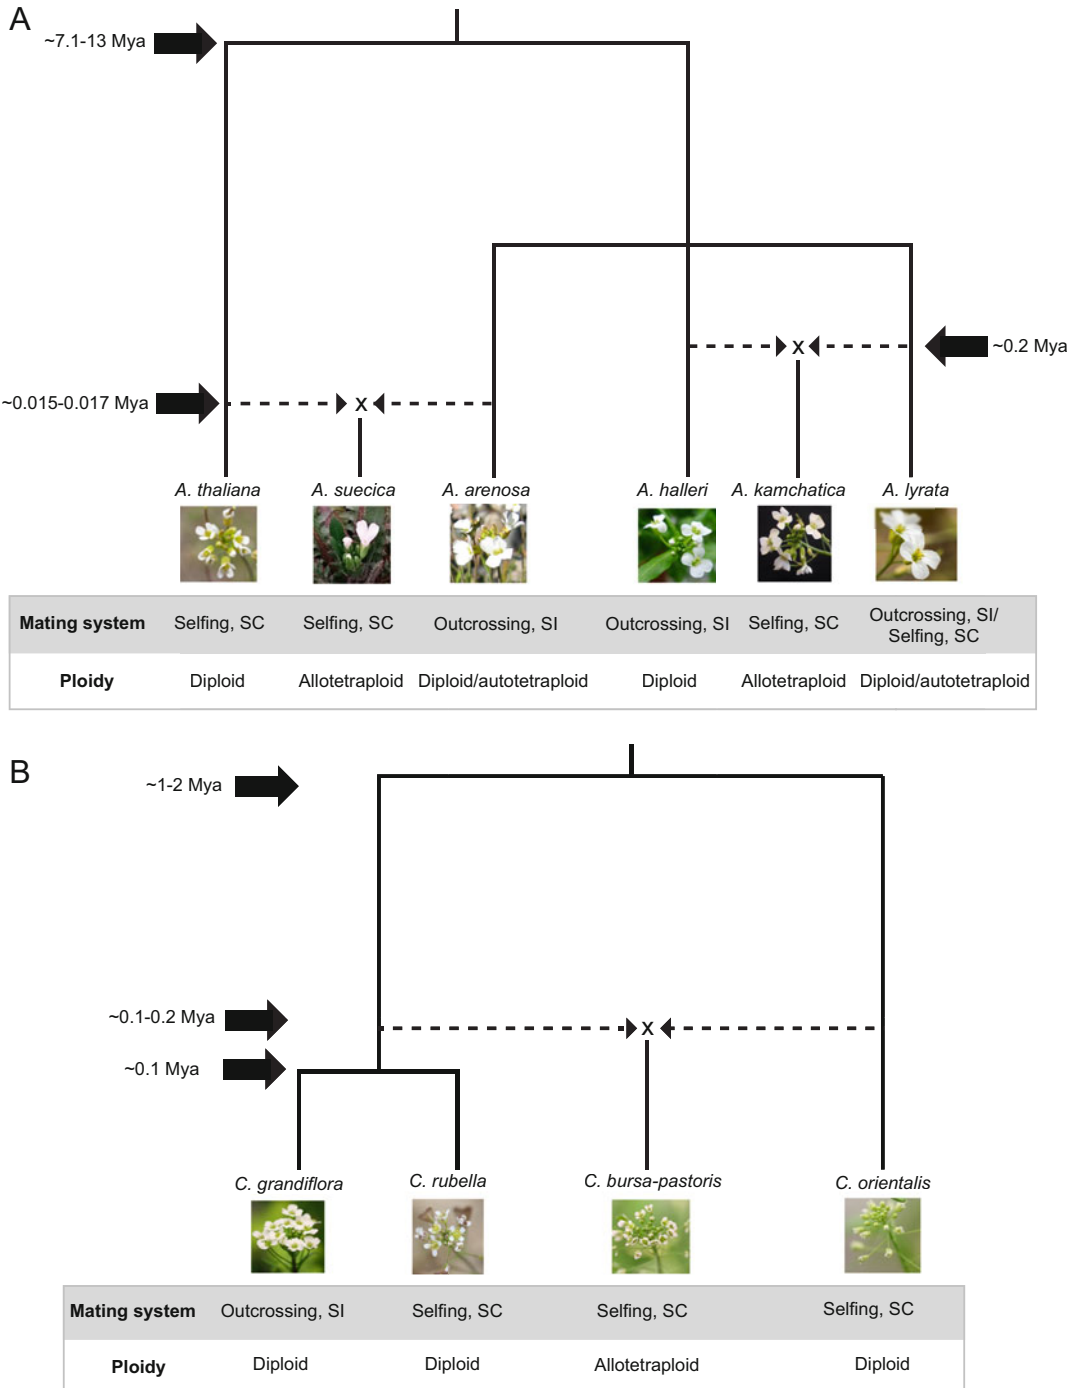 A
~7.1-13 Mya
x
~0.2 Mya
~0.015-0.017 Mya
x
A. thaliana A. suecica A. arenosa A. halleri A. kamchatica A. lyrata
Mating system Selfing, SC Selfing, SC Outcrossing, SI Outcrossing, SI Selfing, SC Outcrossing, SI/
Selfing, SC
Ploidy Diploid Allotetraploid Diploid/autotetraploid Diploid Allotetraploid Diploid/autotetraploid
B
~1-2 Mya
~0.1-0.2 Mya
x
~0.1 Mya
C. grandiflora C. rubella C. bursa-pastoris C. orientalis
Mating system Outcrossing, SI Selfing, SC Selfing, SC Selfing, SC
Ploidy Diploid Diploid Allotetraploid Diploid